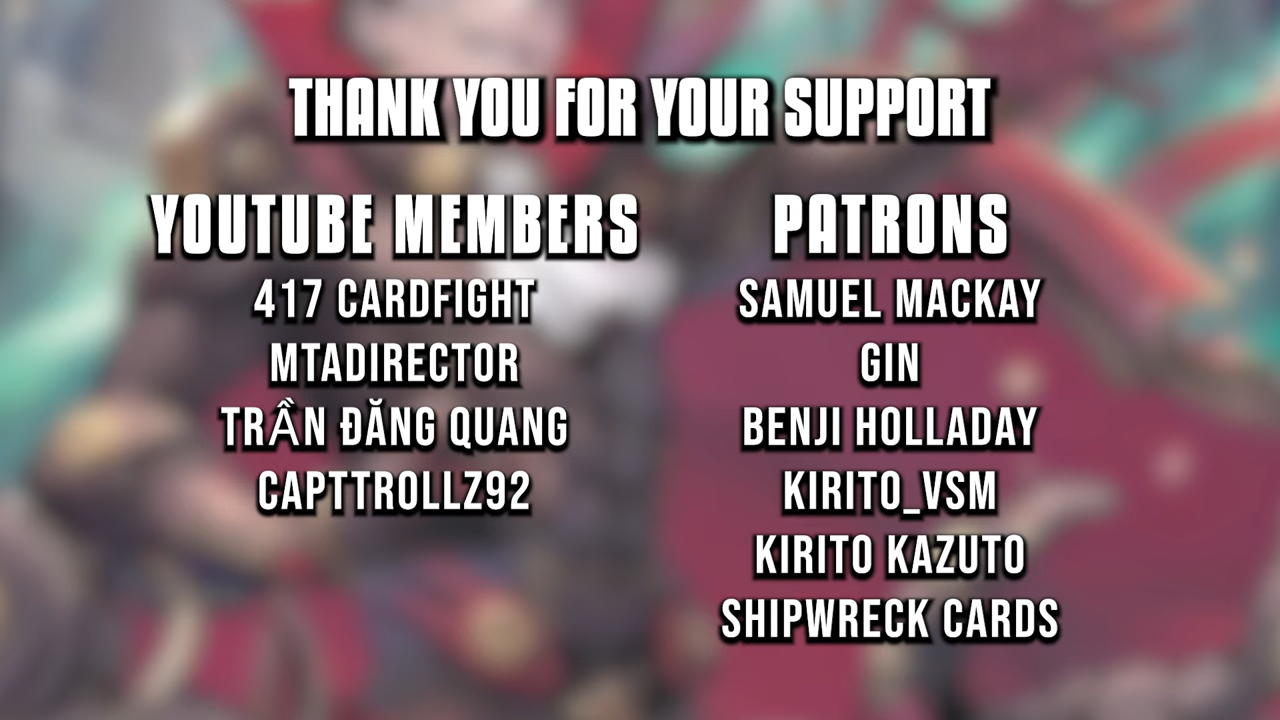 THANK YOU FOR YOUR SUPPORT
YOUTUBE MEMBERS
417 CARDFIGHT
MTADIRECTOR
TRẦN ĐĂNG QUANG
CAPTTROLLZ92
PATRONS
SAMUEL MACKAY
GIN
BENJI HOLLADAY
KIRITO_VSM
KIRITO KAZUTO
SHIPWRECK CARDS